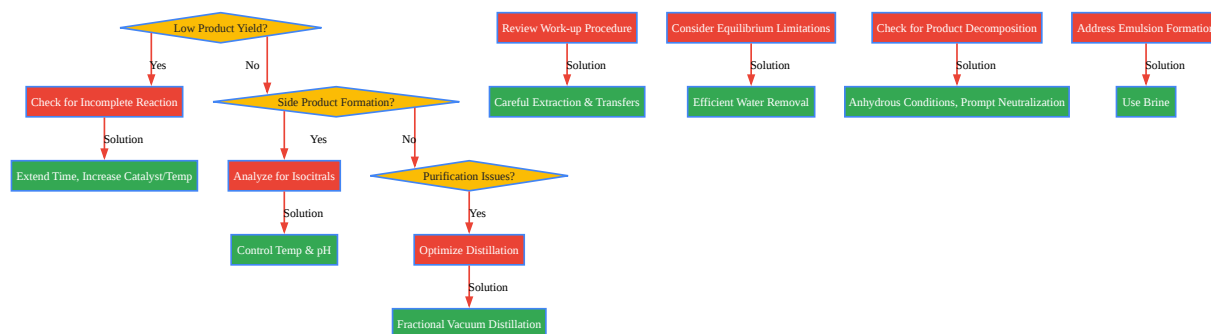 Low Product Yield?
Review Work-up Procedure
Consider Equilibrium Limitations
Check for Product Decomposition
Address Emulsion Formation
Yes
No
Solution
Solution
Solution
Solution
Check for Incomplete Reaction
Side Product Formation?
Careful Extraction & Transfers
Efficient Water Removal
Anhydrous Conditions, Prompt Neutralization
Use Brine
Solution
Yes
No
Extend Time, Increase Catalyst/Temp
Analyze for Isocitrals
Purification Issues?
Solution
Yes
Control Temp & pH
Optimize Distillation
Solution
Fractional Vacuum Distillation